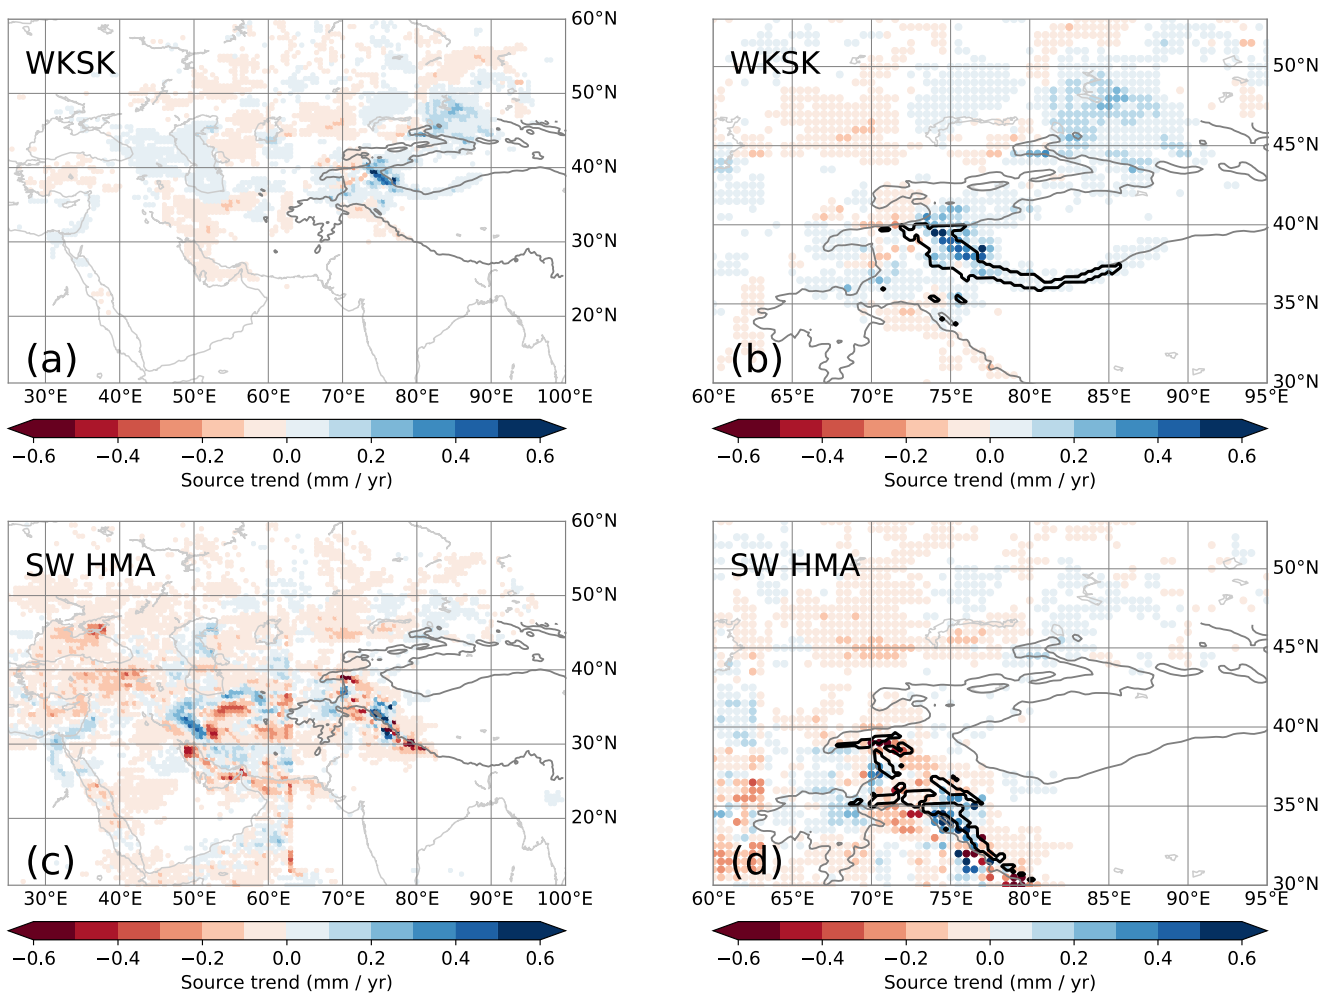 60°N
50°N
40°N
30°N
20°N
WKSK
(a)
30°E 40°E 50°E 60°E 70°E 80°E 90°E 100°E
−0.6 −0.4 −0.2 0.0 0.2 0.4 0.6
Source trend (mm / yr)
WKSK
50°N
45°N
40°N
35°N
30°N
(b)
60°E 65°E 70°E 75°E 80°E 85°E 90°E 95°E
−0.6 −0.4 −0.2 0.0 0.2 0.4 0.6
Source trend (mm / yr)
60°N
50°N
40°N
30°N
20°N
SW HMA
(c)
30°E 40°E 50°E 60°E 70°E 80°E 90°E 100°E
−0.6 −0.4 −0.2 0.0 0.2 0.4 0.6
Source trend (mm / yr)
SW HMA
50°N
45°N
40°N
35°N
30°N
(d)
60°E 65°E 70°E 75°E 80°E 85°E 90°E 95°E
−0.6 −0.4 −0.2 0.0 0.2 0.4 0.6
Source trend (mm / yr)